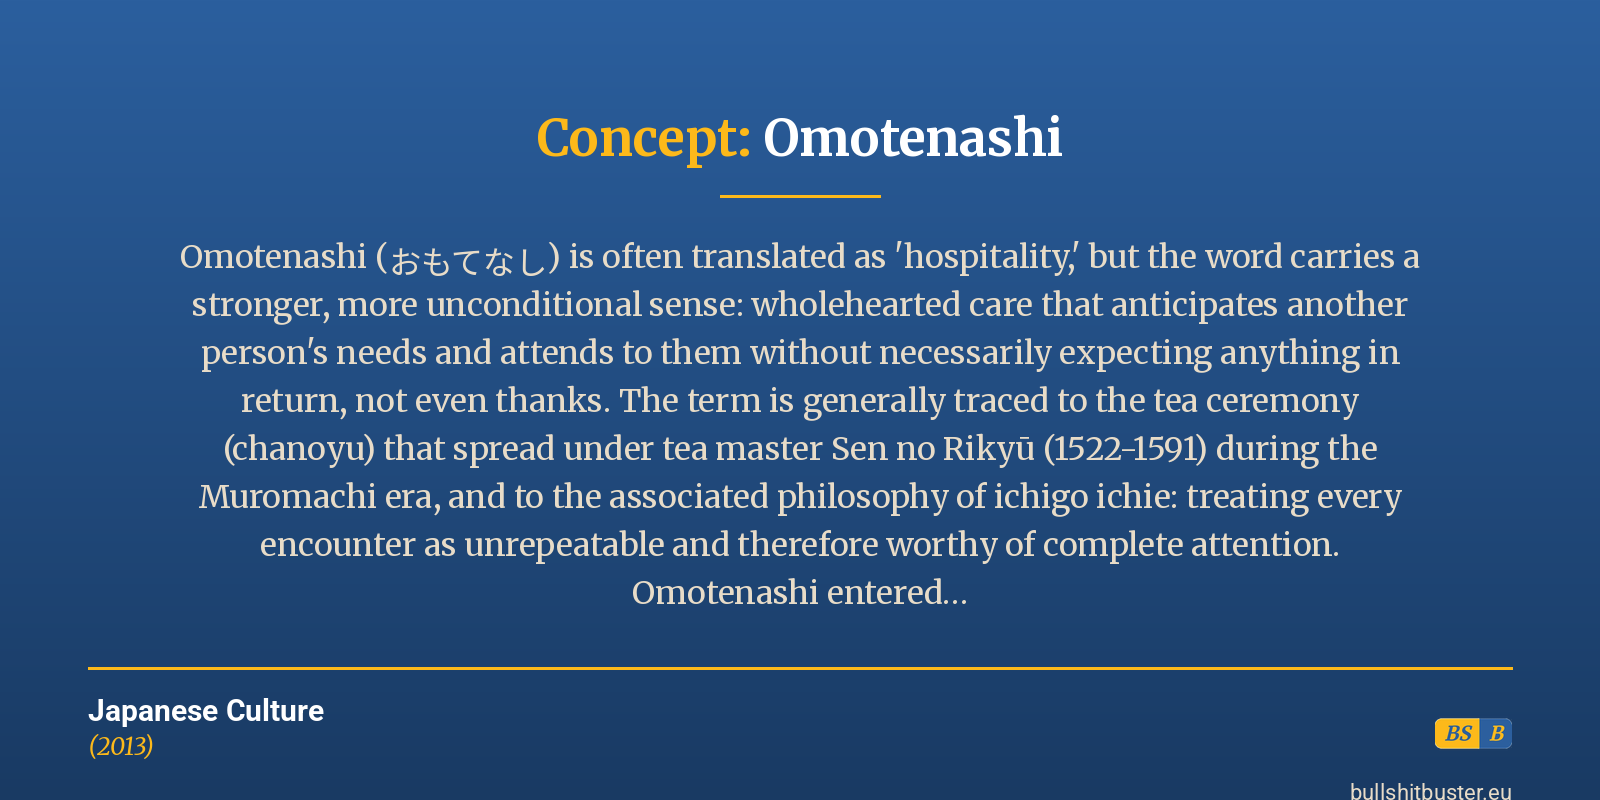 Concept: Omotenashi
Omotenashi (おもてなし) is often translated as 'hospitality,' but the word carries a
stronger, more unconditional sense: wholehearted care that anticipates another
person's needs and attends to them without necessarily expecting anything in
return, not even thanks. The term is generally traced to the tea ceremony
(chanoyu) that spread under tea master Sen no Rikyū (1522–1591) during the
Muromachi era, and to the associated philosophy of ichigo ichie: treating every
encounter as unrepeatable and therefore worthy of complete attention.
Omotenashi entered…
Japanese Culture
(2013)
BS B
bullshitbuster.eu